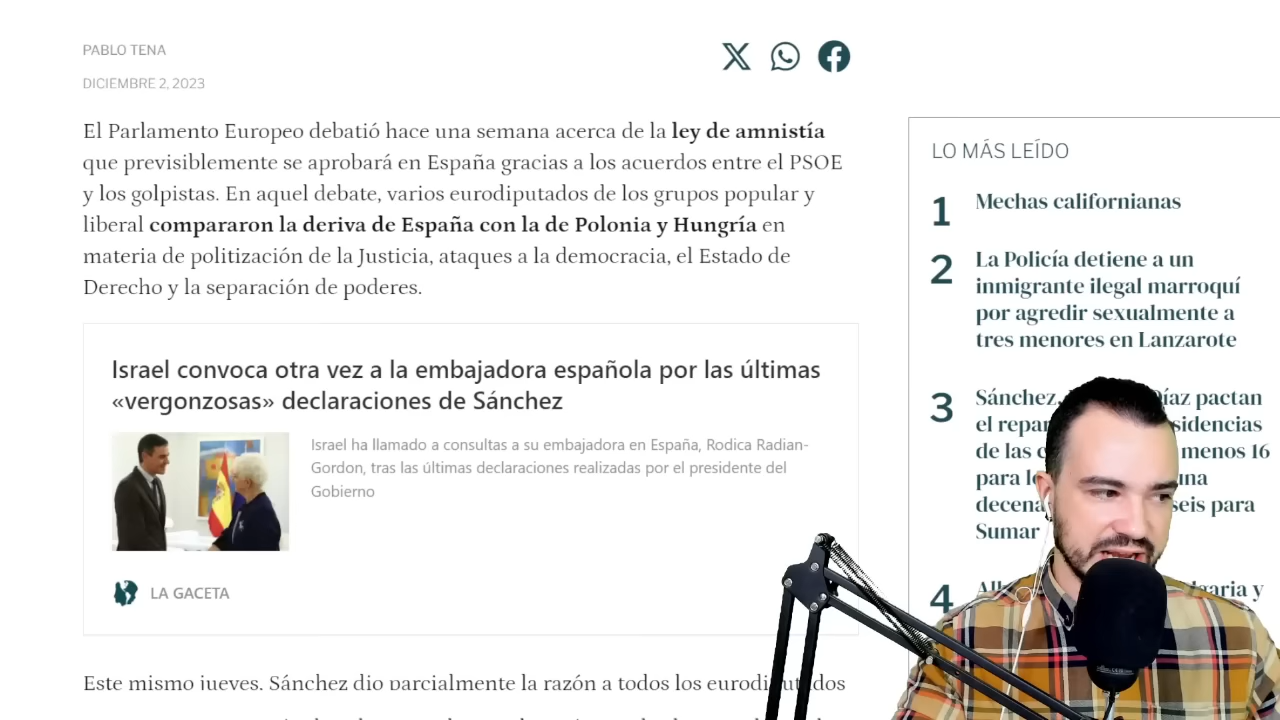 PABLO TENA
DICIEMBRE 2, 2023
El Parlamento Europeo debatió hace una semana acerca de la ley de amnistía
que previsiblemente se aprobará en España gracias a los acuerdos entre el PSOE
y los golpistas. En aquel debate, varios eurodiputados de los grupos popular y
liberal compararon la deriva de España con la de Polonia y Hungría en
materia de politización de la Justicia, ataques a la democracia, el Estado de
Derecho y la separación de poderes.
Israel convoca otra vez a la embajadora española por las últimas
«vergonzosas» declaraciones de Sánchez
Israel ha llamado a consultas a su embajadora en España, Rodica Radian-
Gordon, tras las últimas declaraciones realizadas por el presidente del
Gobierno
LA GACETA
Este mismo jueves, Sánchez dio parcialmente la razón a todos los eurodiputados
LO MÁS LEÍDO
1 Mechas californianas
2 La Policía detiene a un
inmigrante ilegal marroquí
por agredir sexualmente a
tres menores en Lanzarote
3 Sánchez, Díaz pactan
el
de las menos 16
para
seis para
Sumar
4